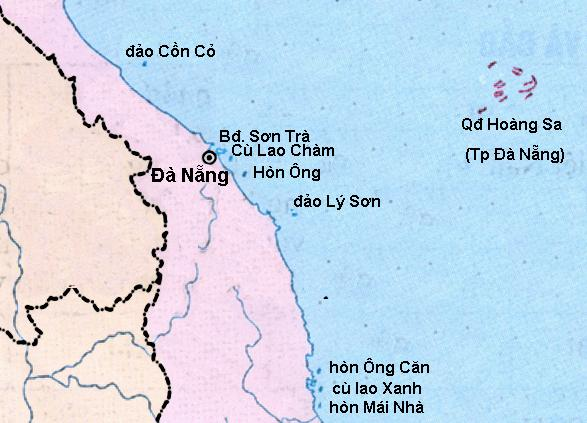 đảo Cồn Cỏ
Qđ Hoàng Sa
(Tp Đà Nẵng)
Bđ. Sơn Trà
Cù Lao Chàm
Đà Nẵng
Hòn Ông
đảo Lý Sơn
hòn Ông Căn
cù lao Xanh
hòn Mái Nhà